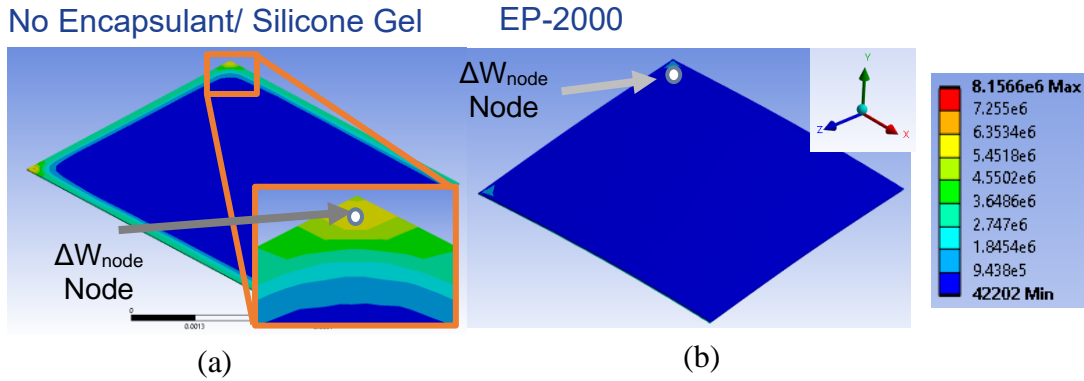 No Encapsulant/ Silicone Gel
EP-2000
ΔWnode
Node
ΔWnode
Node
Y
Z
X
0
0.0013
8.1566e6 Max
7.255e6
6.3534e6
5.4518e6
4.5502e6
3.6486e6
2.747e6
1.8454e6
9.438e5
42202 Min
(a)
(b)